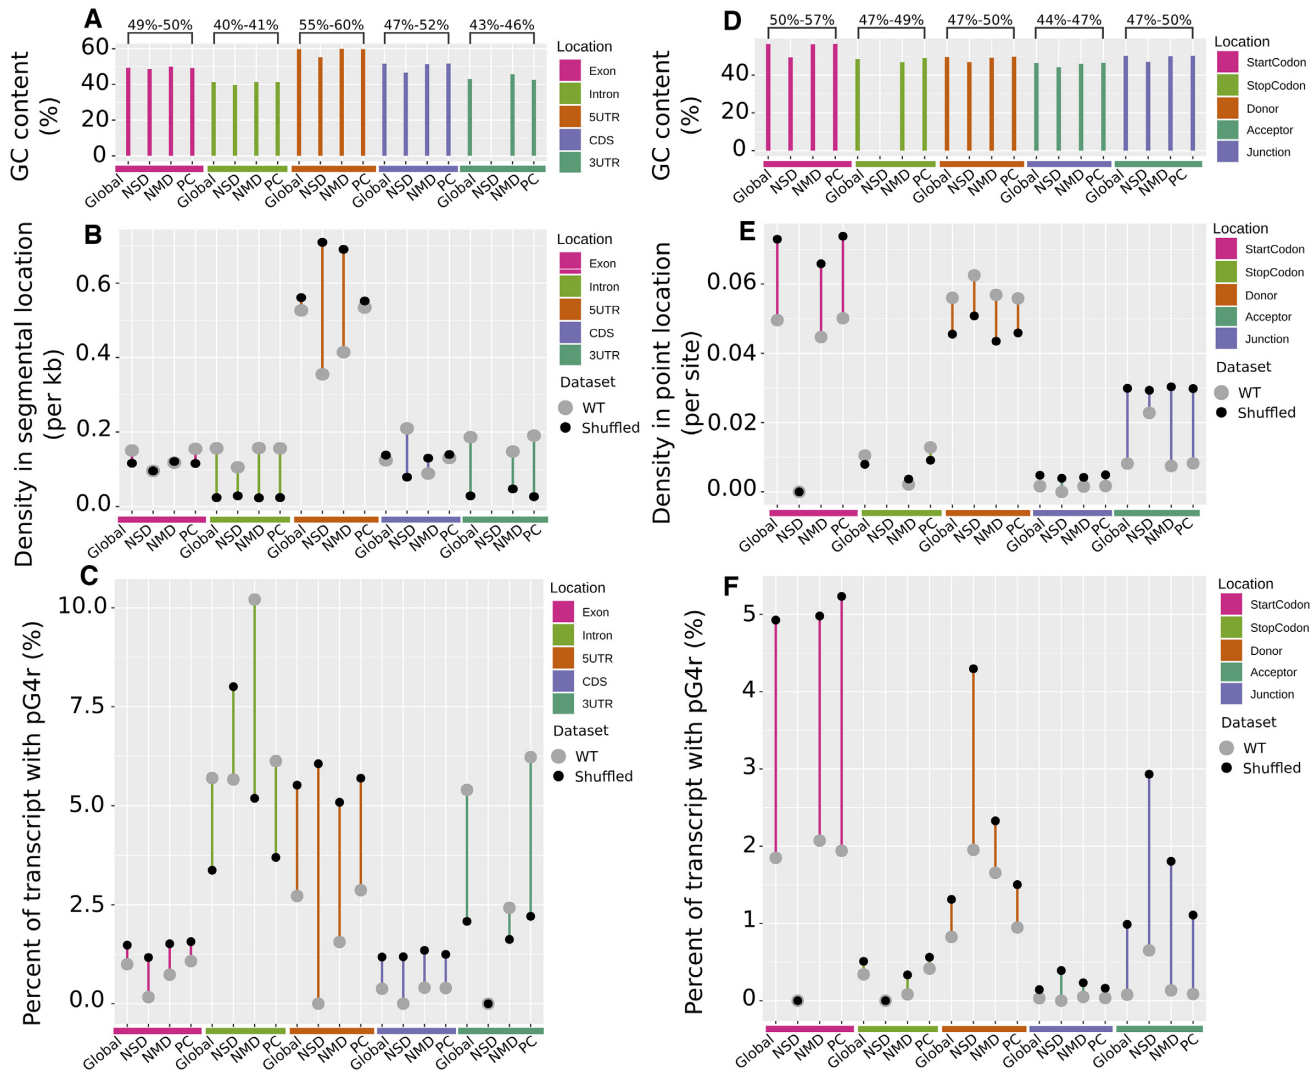 A
49%-50%
40%-41%
55%-60%
47%-52%
43%-46%
GC content
(%)
60
40
20
0
Global
NSD
NMD
PC
Global
NSD
NMD
PC
Global
NSD
NMD
PC
Global
NSD
NMD
PC
Global
NSD
NMD
PC
Location
Exon
Intron
5UTR
CDS
3UTR
B
Density in segmental location
(per kb)
0.6
0.4
0.2
0.0
Global
NSD
NMD
PC
Global
NSD
NMD
PC
Global
NSD
NMD
PC
Global
NSD
NMD
PC
Global
NSD
NMD
PC
Location
Exon
Intron
5UTR
CDS
3UTR
Dataset
WT
Shuffled
C
Percent of transcript with pG4r (%)
10.0
7.5
5.0
2.5
0.0
Global
NSD
NMD
PC
Global
NSD
NMD
PC
Global
NSD
NMD
PC
Global
NSD
NMD
PC
Global
NSD
NMD
PC
Location
Exon
Intron
5UTR
CDS
3UTR
Dataset
WT
Shuffled
D
50%-57%
47%-49%
47%-50%
44%-47%
47%-50%
GC content
(%)
40
20
0
Global
NSD
NMD
PC
Global
NSD
NMD
PC
Global
NSD
NMD
PC
Global
NSD
NMD
PC
Global
NSD
NMD
PC
Location
StartCodon
StopCodon
Donor
Acceptor
Junction
E
Density in point location
(per site)
0.06
0.04
0.02
0.00
Global
NSD
NMD
PC
Global
NSD
NMD
PC
Global
NSD
NMD
PC
Global
NSD
NMD
PC
Global
NSD
NMD
PC
Location
StartCodon
StopCodon
Donor
Acceptor
Junction
Dataset
WT
Shuffled
F
Percent of transcript with pG4r (%)
5
4
3
2
1
0
Global
NSD
NMD
PC
Global
NSD
NMD
PC
Global
NSD
NMD
PC
Global
NSD
NMD
PC
Global
NSD
NMD
PC
Location
StartCodon
StopCodon
Donor
Acceptor
Junction
Dataset
WT
Shuffled